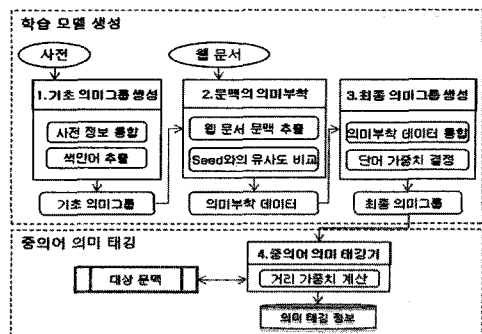 학습 모델 생성
사전
웹 문서
1.기초 의미그룹 생성
사전 정보 통합
색인어 추출
기초 의미그룹
2.문맥의 의미부착
웹 문서 문맥 추출
Seed와의 유사도 비교
의미부착 데이터
3.최종 의미그룹 생성
의미부착 데이터 통합
단어 가중치 결정
최종 의미그룹
중의어 의미 태깅
4.중의어 의미 태깅기
거리 가중치 계산
대상 문맥
의미 태깅 정보